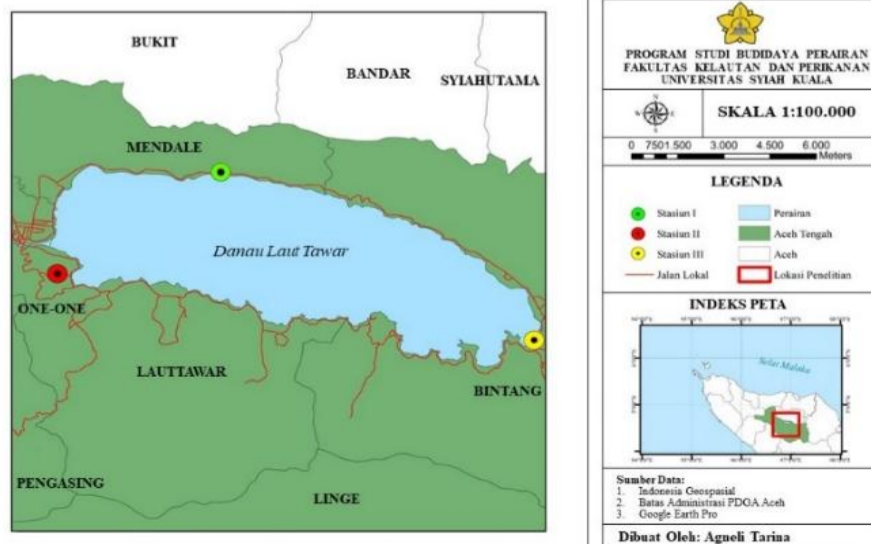 BUKIT
BANDAR
SYIAHUTAMA
MENDALE
Danau Laut Tawar
ONE-ONE
LAUTTAWAR
BINTANG
PENGASING
LINGE
PROGRAM STUDI BUDIDAYA PERAIRAN
FAKULTAS KELAUTAN DAN PERIKANAN
UNIVERSITAS SYIAH KUALA
N
W E
S
SKALA 1:100.000
0 750 1.500 3.000 4.500 6.000
Meters
LEGENDA
Stasiun I Perairan
Stasiun II Aceh Tengah
Stasiun III Aceh
Jalan Lokal Lokasi Penelitian
INDEKS PETA
Selat Malaka
Sumber Data:
1. Indonesia Geospasial
2. Batas Administrasi PDGA Aceh
3. Google Earth Pro
Dibuat Oleh: Agneli Tarina